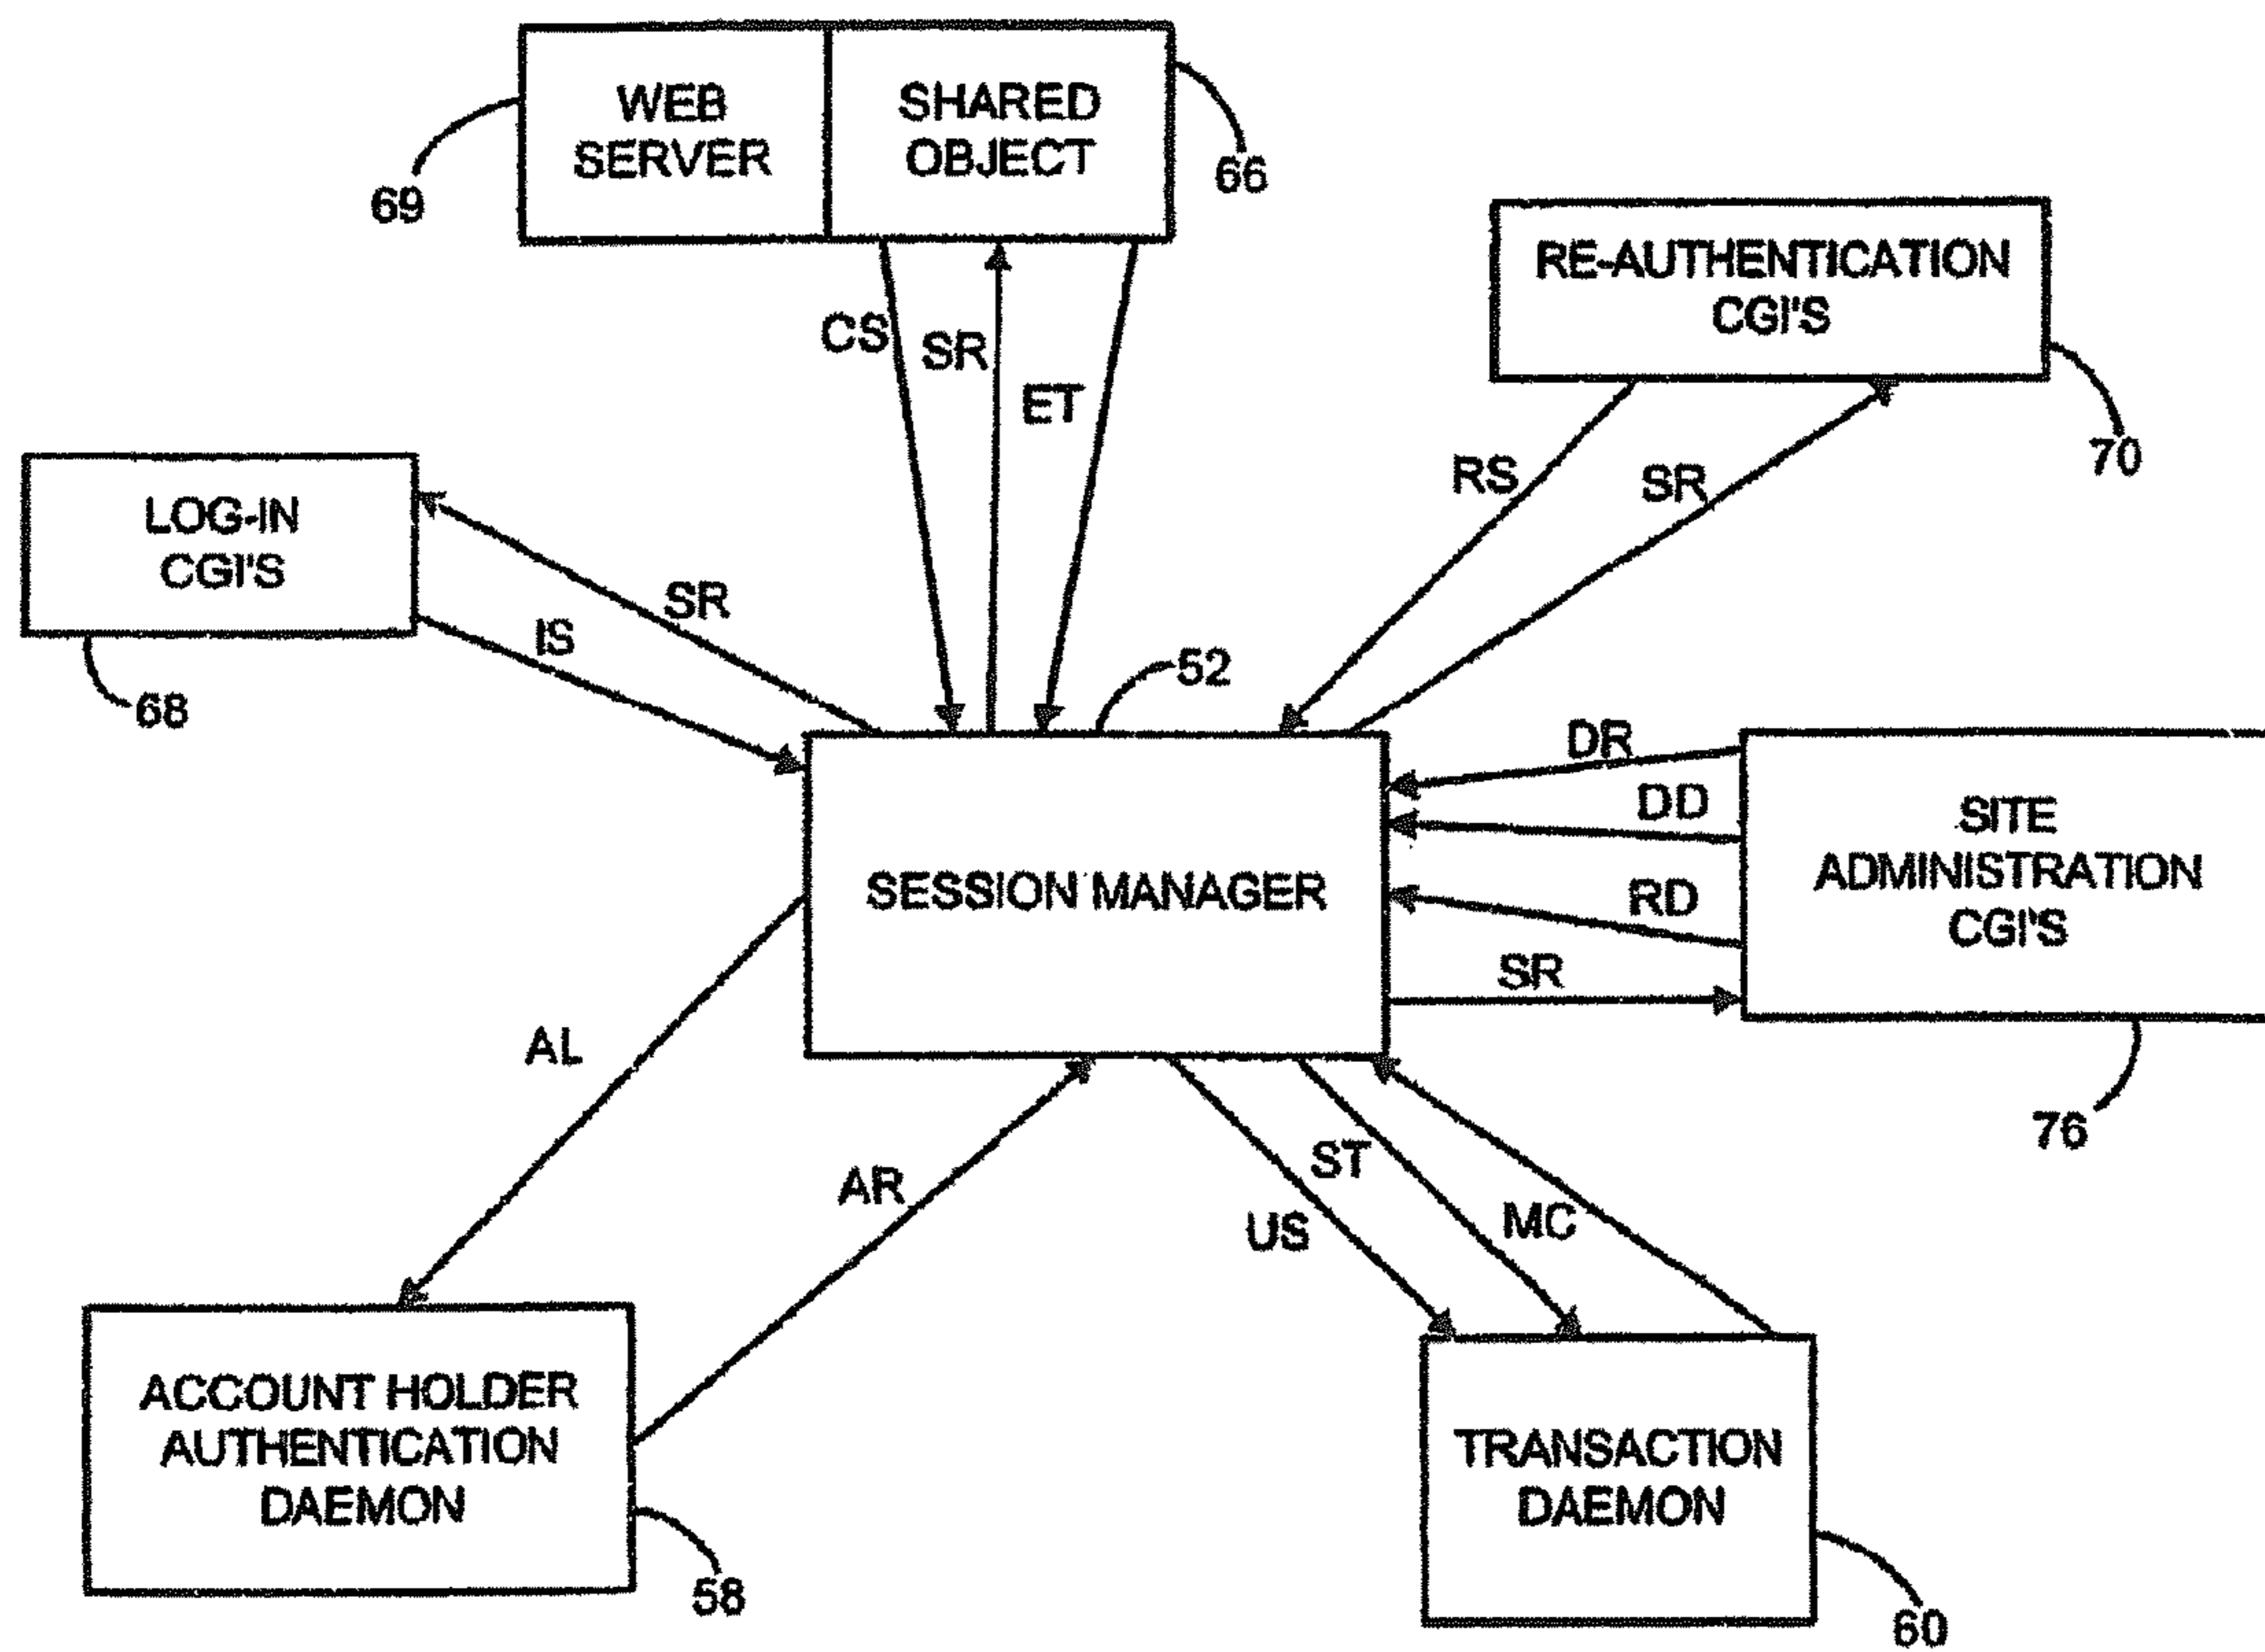 WEB
SERVER
SHARED
OBJECT
69
66
RE-AUTHENTICATION
CGI'S
70
CS
SR
ET
RS
SR
LOG-IN
CGI'S
68
SR
IS
52
SESSION MANAGER
DR
DD
RD
SR
SITE
ADMINISTRATION
CGI'S
76
AL
AR
ST
US
MC
ACCOUNT HOLDER
AUTHENTICATION
DAEMON
58
TRANSACTION
DAEMON
60